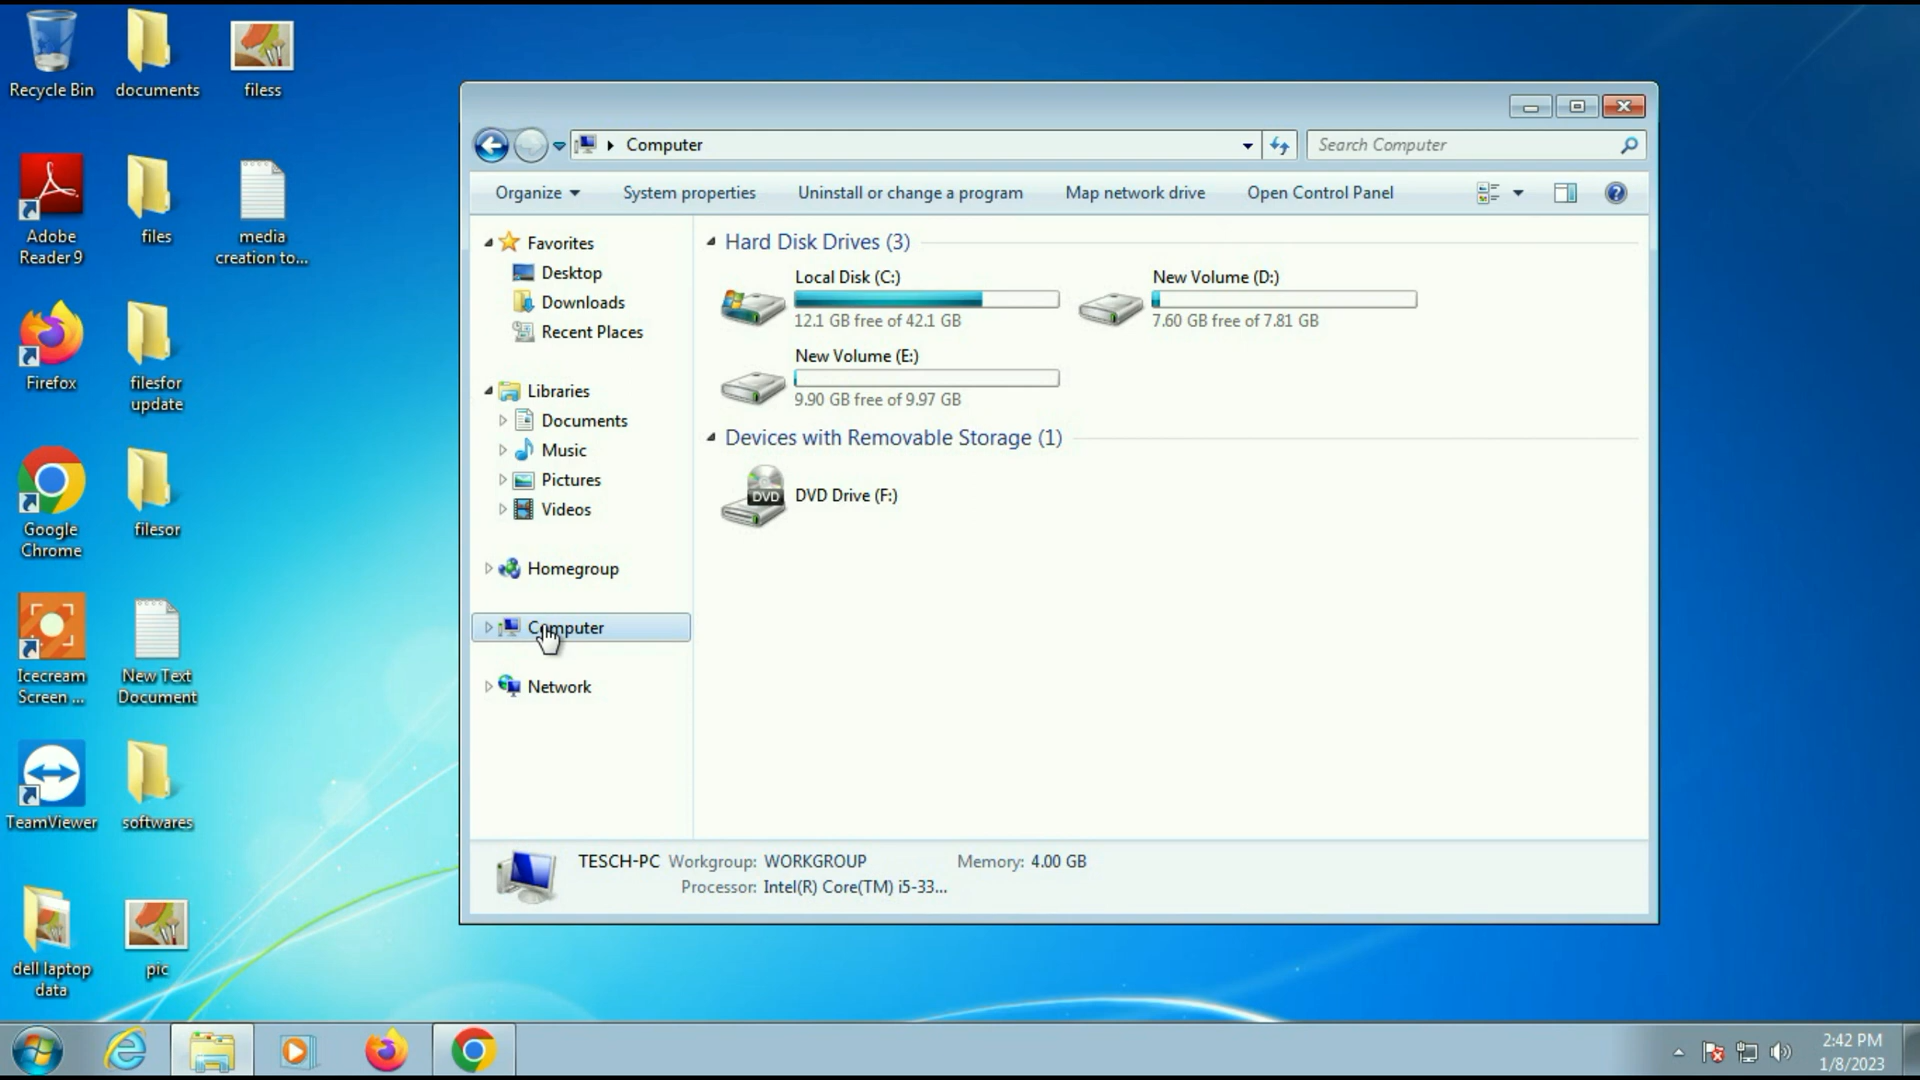 Recycle Bin
documents
filess
Adobe
Reader 9
files
media
creation to...
Firefox
filesfor
update
Google
Chrome
filesor
Icecream
Screen ...
New Text
Document
TeamViewer
softwares
dell laptop
data
pic
Computer
Search Computer
Organize
System properties
Uninstall or change a program
Map network drive
Open Control Panel
Favorites
Desktop
Downloads
Recent Places
Libraries
Documents
Music
Pictures
Videos
Homegroup
Computer
Network
Hard Disk Drives (3)
Local Disk (C:)
12.1 GB free of 42.1 GB
New Volume (D:)
7.60 GB free of 7.81 GB
New Volume (E:)
9.90 GB free of 9.97 GB
Devices with Removable Storage (1)
DVD
DVD Drive (F:)
TESCH-PC Workgroup: WORKGROUP Memory: 4.00 GB
Processor: Intel(R) Core(TM) i5-33...
2:42 PM
1/8/2023